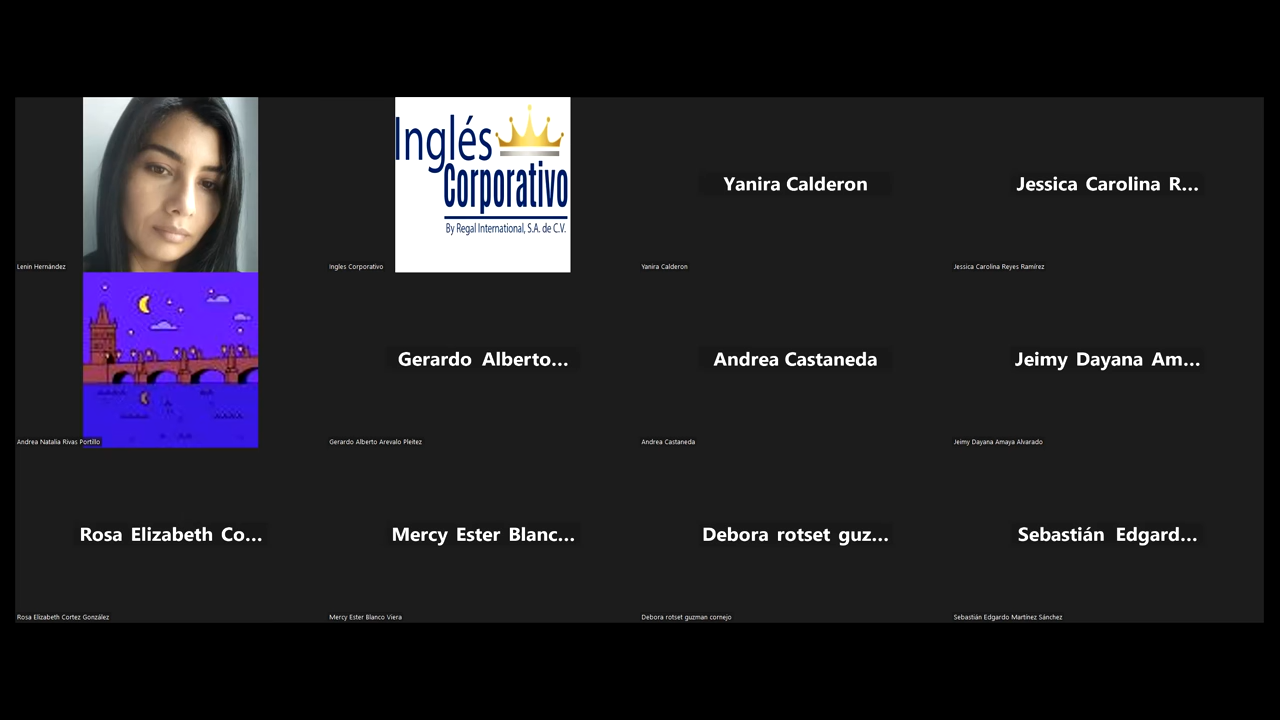 Inglés
Corporativo
By Regal International, S.A. de C.V.
Yanira Calderon
Jessica Carolina R...
Lenin Hernández
Ingles Corporativo
Yanira Calderon
Jessica Carolina Reyes Ramírez
Gerardo Alberto...
Andrea Castaneda
Jeimy Dayana Am...
Andrea Natalia Rivas Portillo
Gerardo Alberto Arevalo Pleitez
Andrea Castaneda
Jeimy Dayana Amaya Alvarado
Rosa Elizabeth Co...
Mercy Ester Blanc...
Debora rotset guz...
Sebastián Edgard...
Rosa Elizabeth Cortez González
Mercy Ester Blanco Viera
Debora rotset guzman cornejo
Sebastián Edgardo Martínez Sánchez